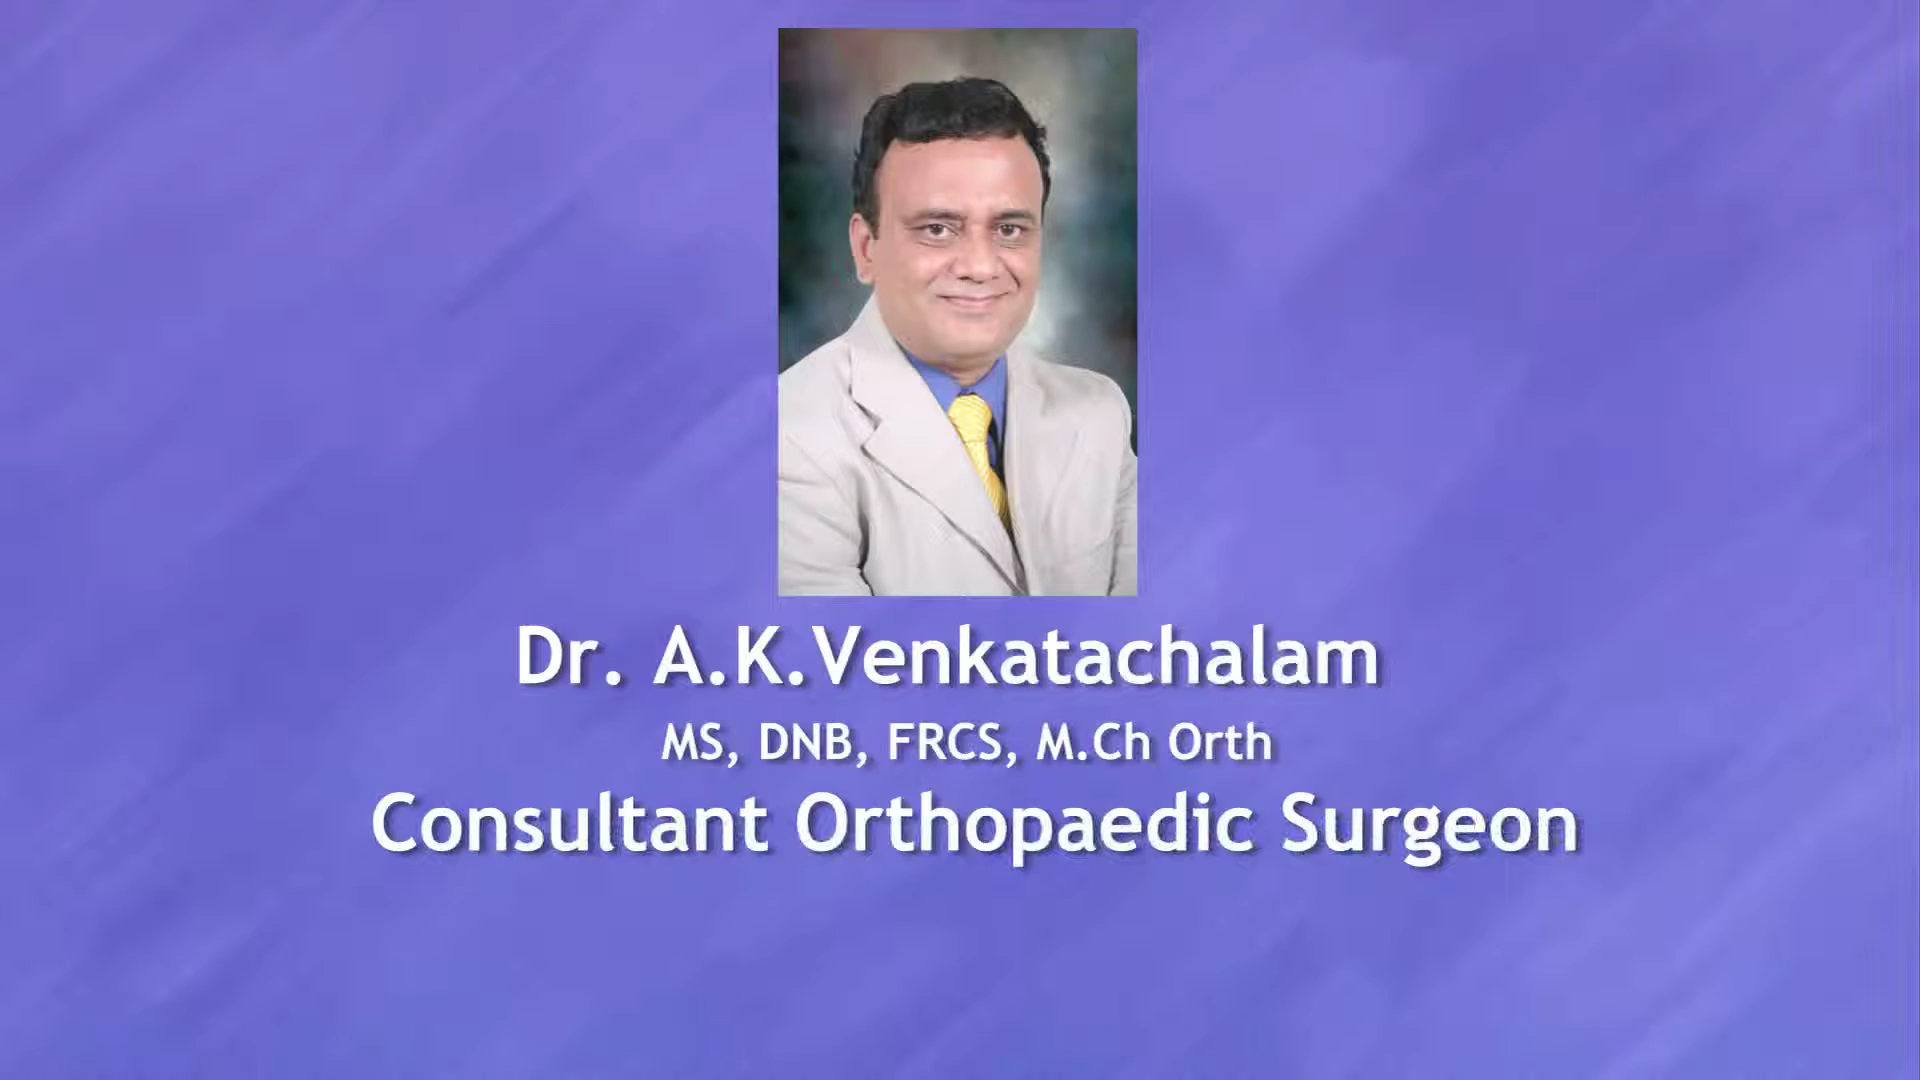 Dr. A.K.Venkatachalam
MS, DNB, FRCS, M.Ch Orth
Consultant Orthopaedic Surgeon